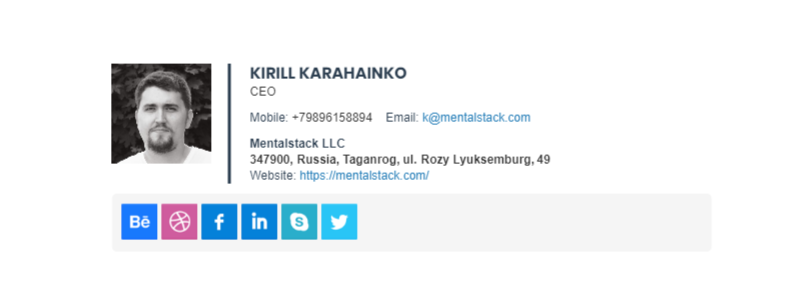 KIRILL KARAHAINKO
CEO
Mobile: +79896158894 Email: k@mentalstack.com
Mentalstack LLC
347900, Russia, Taganrog, ul. Rozy Lyuksemburg, 49
Website: https://mentalstack.com/
Bē f in S